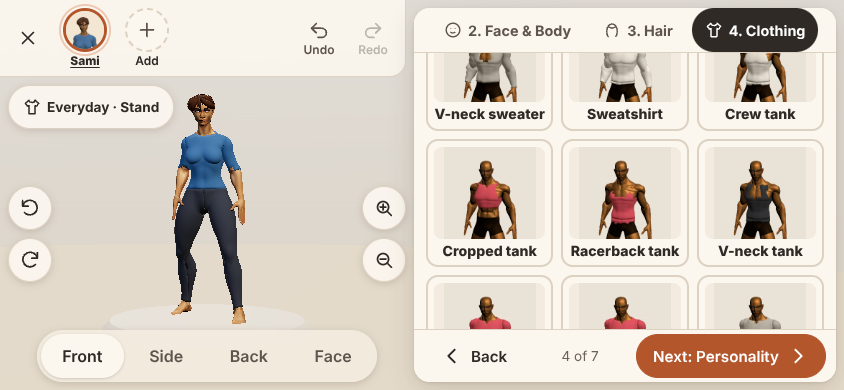 Sami
Add
Undo
Redo
Everyday · Stand
Front
Side
Back
Face
2. Face & Body
3. Hair
4. Clothing
V-neck sweater
Sweatshirt
Crew tank
Cropped tank
Racerback tank
V-neck tank
Back
4 of 7
Next: Personality